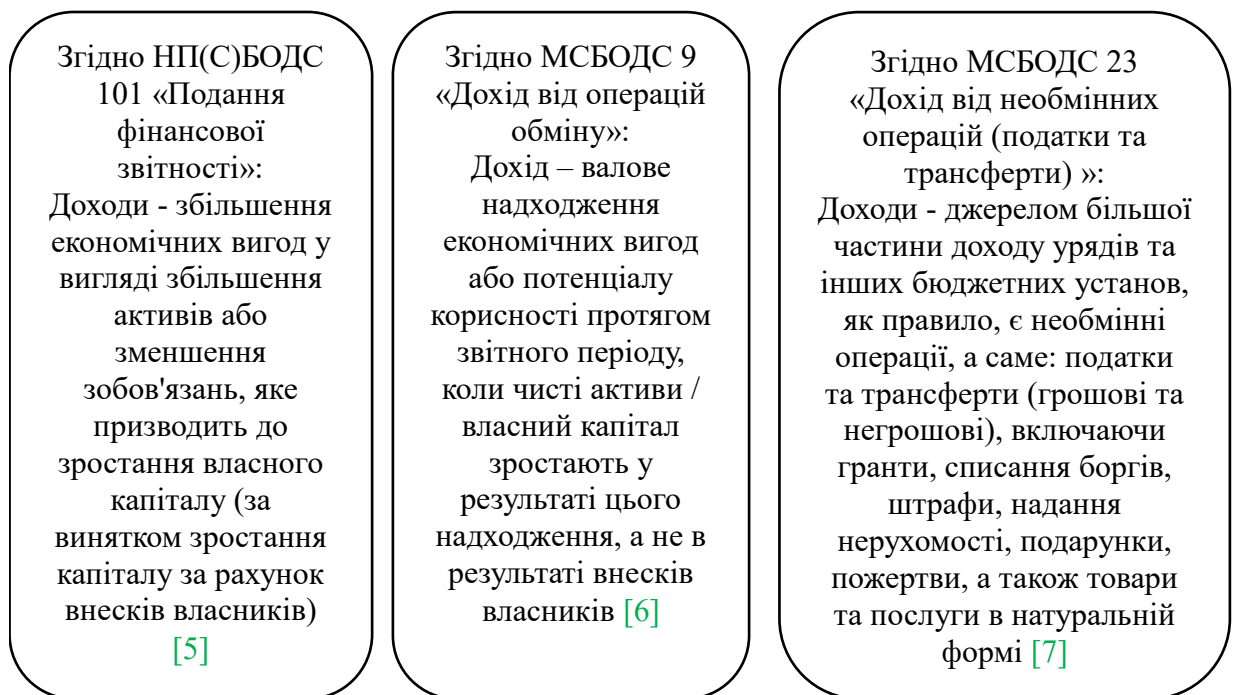 Згідно НП(С)БОДС
101 «Подання
фінансової
звітності»:
Доходи - збільшення
економічних вигод у
вигляді збільшення
активів або
зменшення
зобов'язань, яке
призводить до
зростання власного
капіталу (за
винятком зростання
капіталу за рахунок
внесків власників)
[5]
Згідно МСБОДС 9
«Дохід від операцій
обміну»:
Дохід – валове
надходження
економічних вигод
або потенціалу
корисності протягом
звітного періоду,
коли чисті активи /
власний капітал
зростають у
результаті цього
надходження, а не в
результаті внесків
власників [6]
Згідно МСБОДС 23
«Дохід від необмінних
операцій (податки та
трансферти) »:
Доходи - джерелом більшої
частини доходу урядів та
інших бюджетних установ,
як правило, є необмінні
операції, а саме: податки
та трансферти (грошові та
негрошові), включаючи
гранти, списання боргів,
штрафи, надання
нерухомості, подарунки,
пожертви, а також товари
та послуги в натуральній
формі [7]